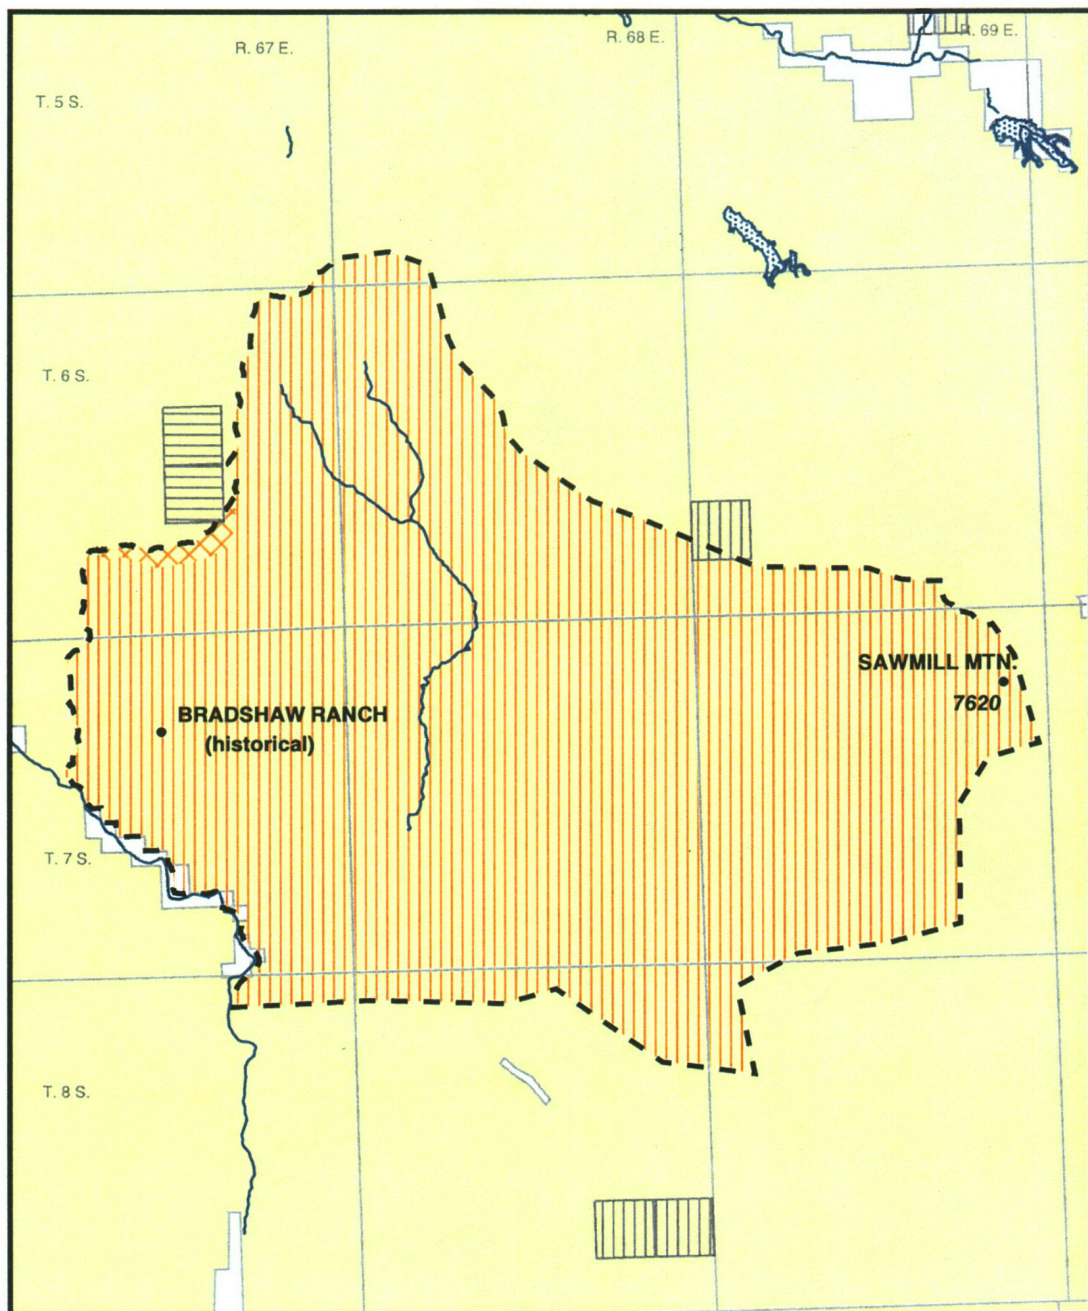 R. 67 E.
R. 68 E.
R. 69 E.
T. 5 S.
T. 6 S.
SAWMILL MTN.
7620
BRADSHAW RANCH
(historical)
T. 7 S.
T. 8 S.